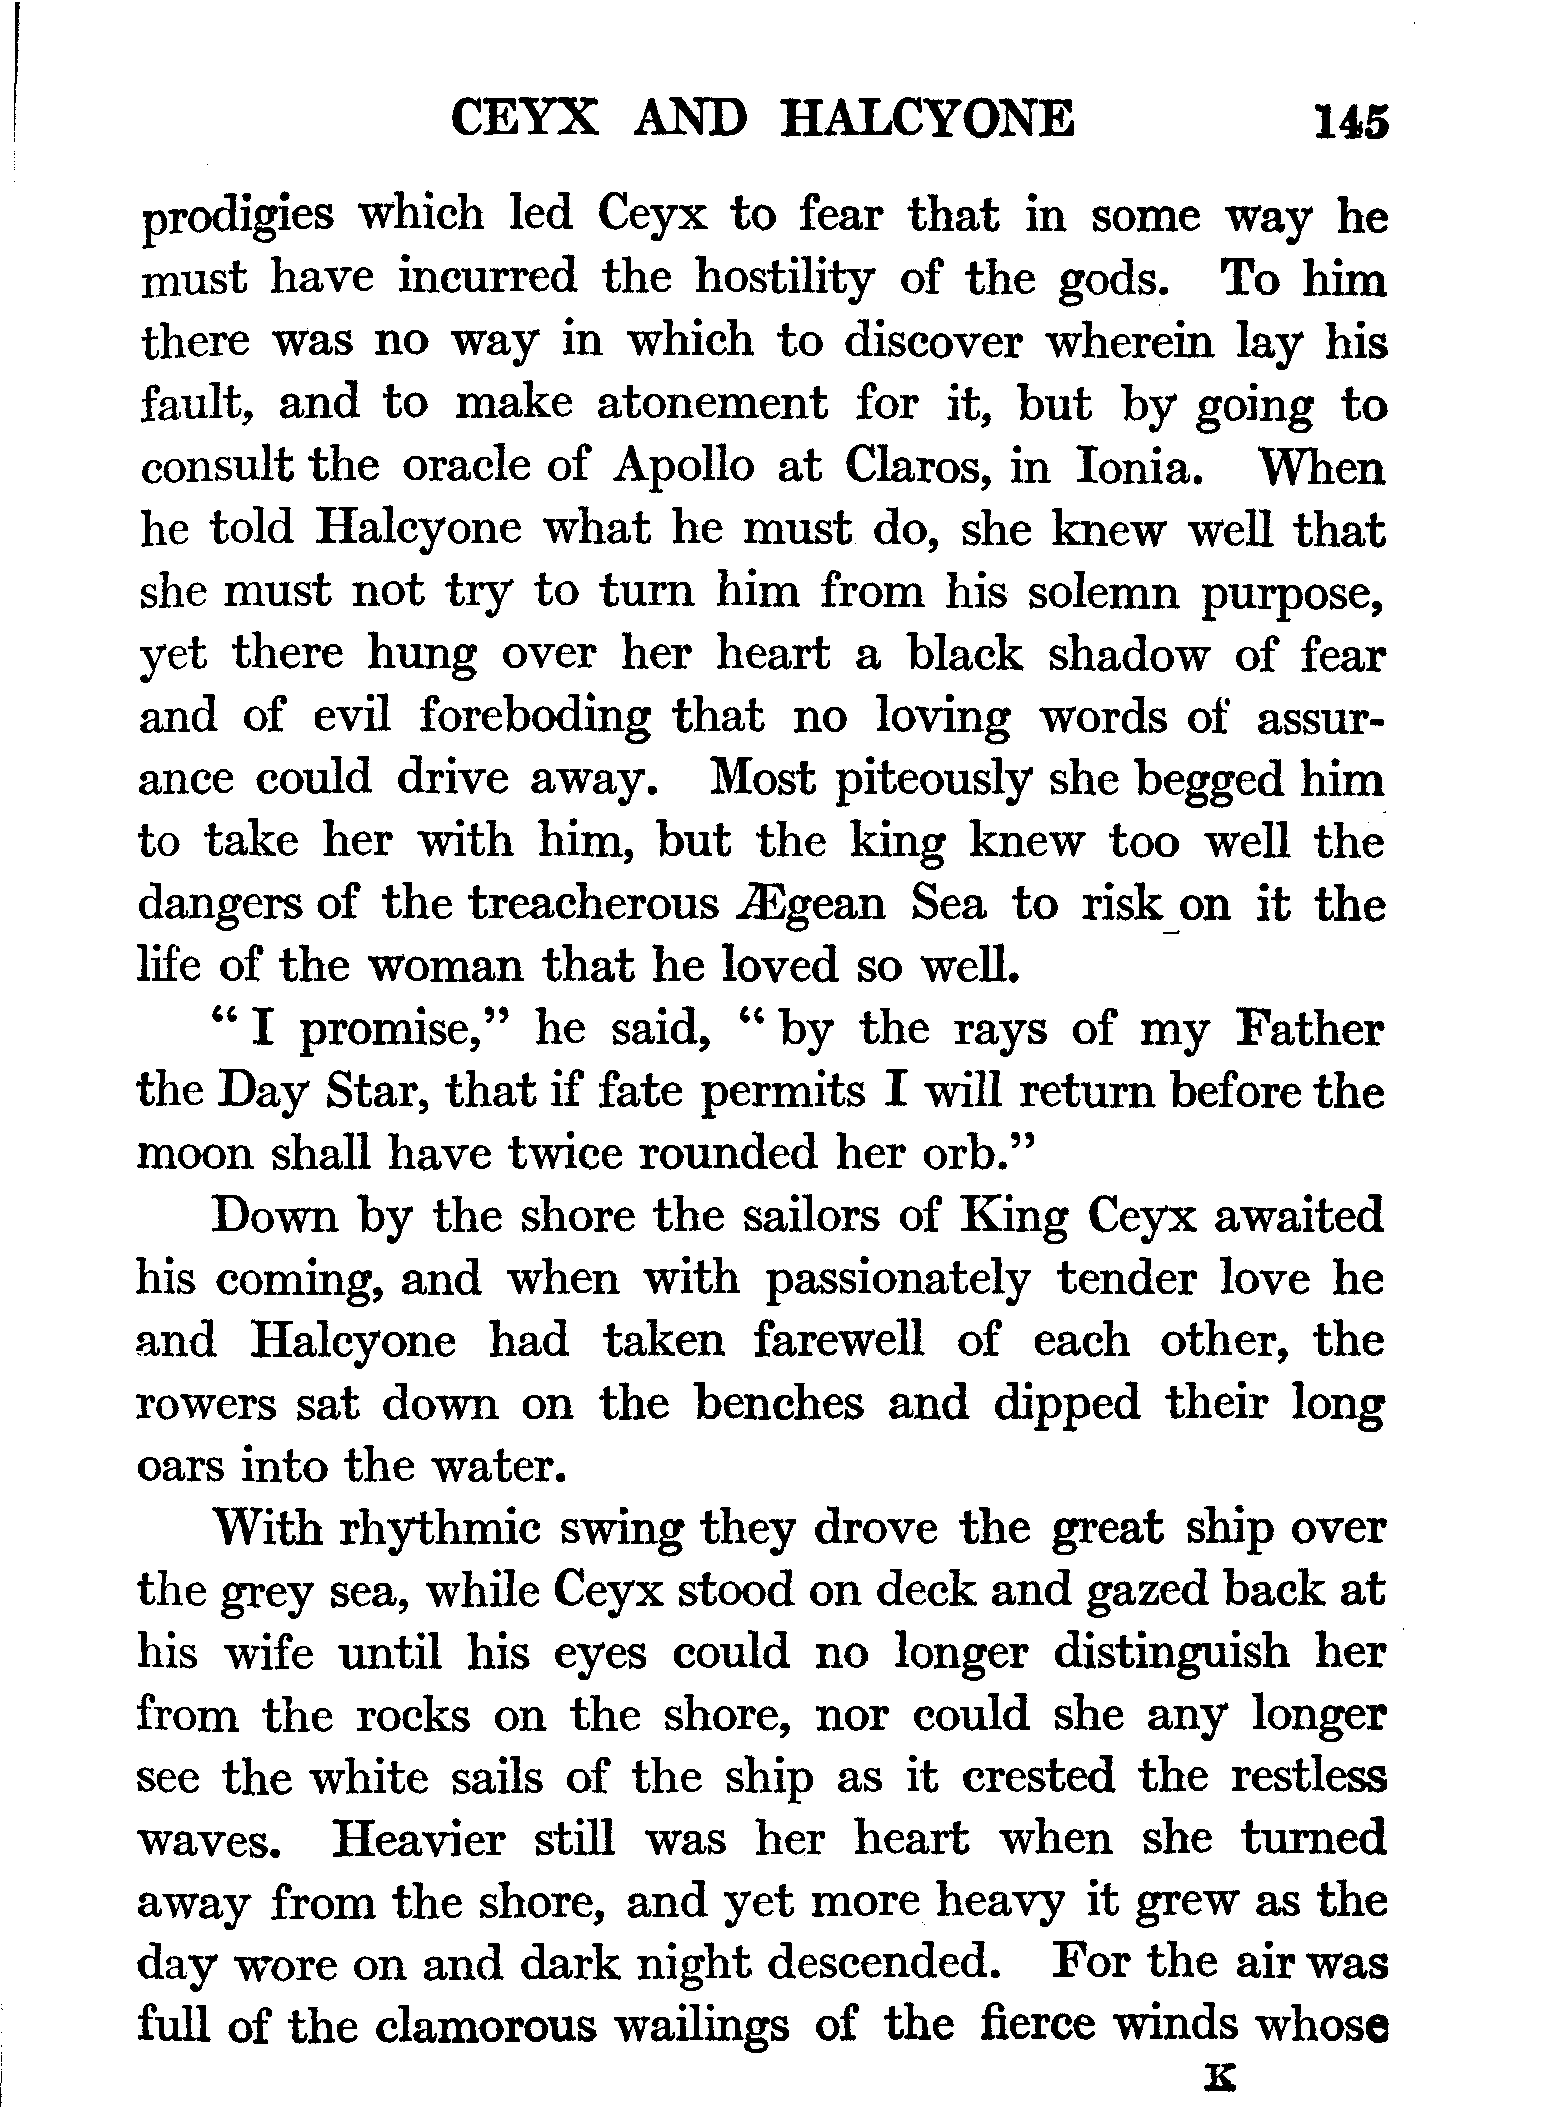 CEYX AND HALCYONE 145
prodigies which led Ceyx to fear that in some way he
must have incurred the hostility of the gods. To him
there was no way in which to discover wherein lay his
fault, and to make atonement for it, but by going to
consult the oracle of Apollo at Claros, in Ionia. When
he told Halcyone what he must do, she knew well that
she must not try to turn him from his solemn purpose,
yet there hung over her heart a black shadow of fear
and of evil foreboding that no loving words of assur-
ance could drive away. Most piteously she begged him
to take her with him, but the king knew too well the
dangers of the treacherous Ægean Sea to risk on it the
life of the woman that he loved so well.
“ I promise,” he said, “ by the rays of my Father
the Day Star, that if fate permits I will return before the
moon shall have twice rounded her orb.”
Down by the shore the sailors of King Ceyx awaited
his coming, and when with passionately tender love he
and Halcyone had taken farewell of each other, the
rowers sat down on the benches and dipped their long
oars into the water.
With rhythmic swing they drove the great ship over
the grey sea, while Ceyx stood on deck and gazed back at
his wife until his eyes could no longer distinguish her
from the rocks on the shore, nor could she any longer
see the white sails of the ship as it crested the restless
waves. Heavier still was her heart when she turned
away from the shore, and yet more heavy it grew as the
day wore on and dark night descended. For the air was
full of the clamorous wailings of the fierce winds whose
K